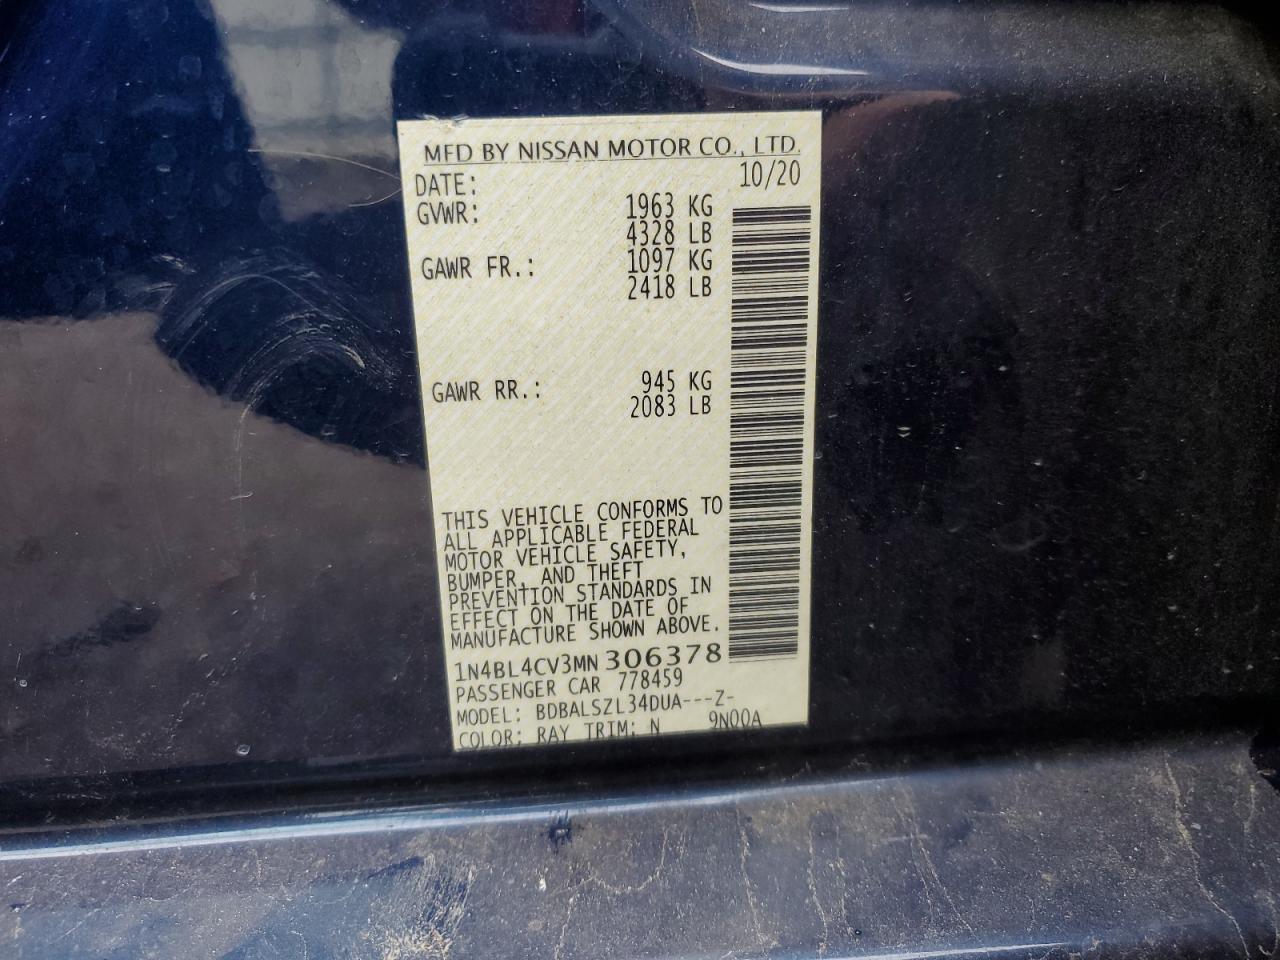 MFD BY NISSAN MOTOR CO., LTD.
DATE: 10/20
GVWR: 1963 KG
4328 LB
GAWR FR.: 1097 KG
2418 LB
GAWR RR.: 945 KG
2083 LB
THIS VEHICLE CONFORMS TO
ALL APPLICABLE FEDERAL
MOTOR VEHICLE SAFETY,
BUMPER, AND THEFT
PREVENTION STANDARDS IN
EFFECT ON THE DATE OF
MANUFACTURE SHOWN ABOVE.
1N4BL4CV3MN306378
PASSENGER CAR 778459
MODEL: BDBALSZL34DUA---Z-
COLOR: RAY TRIM: N 9N00A